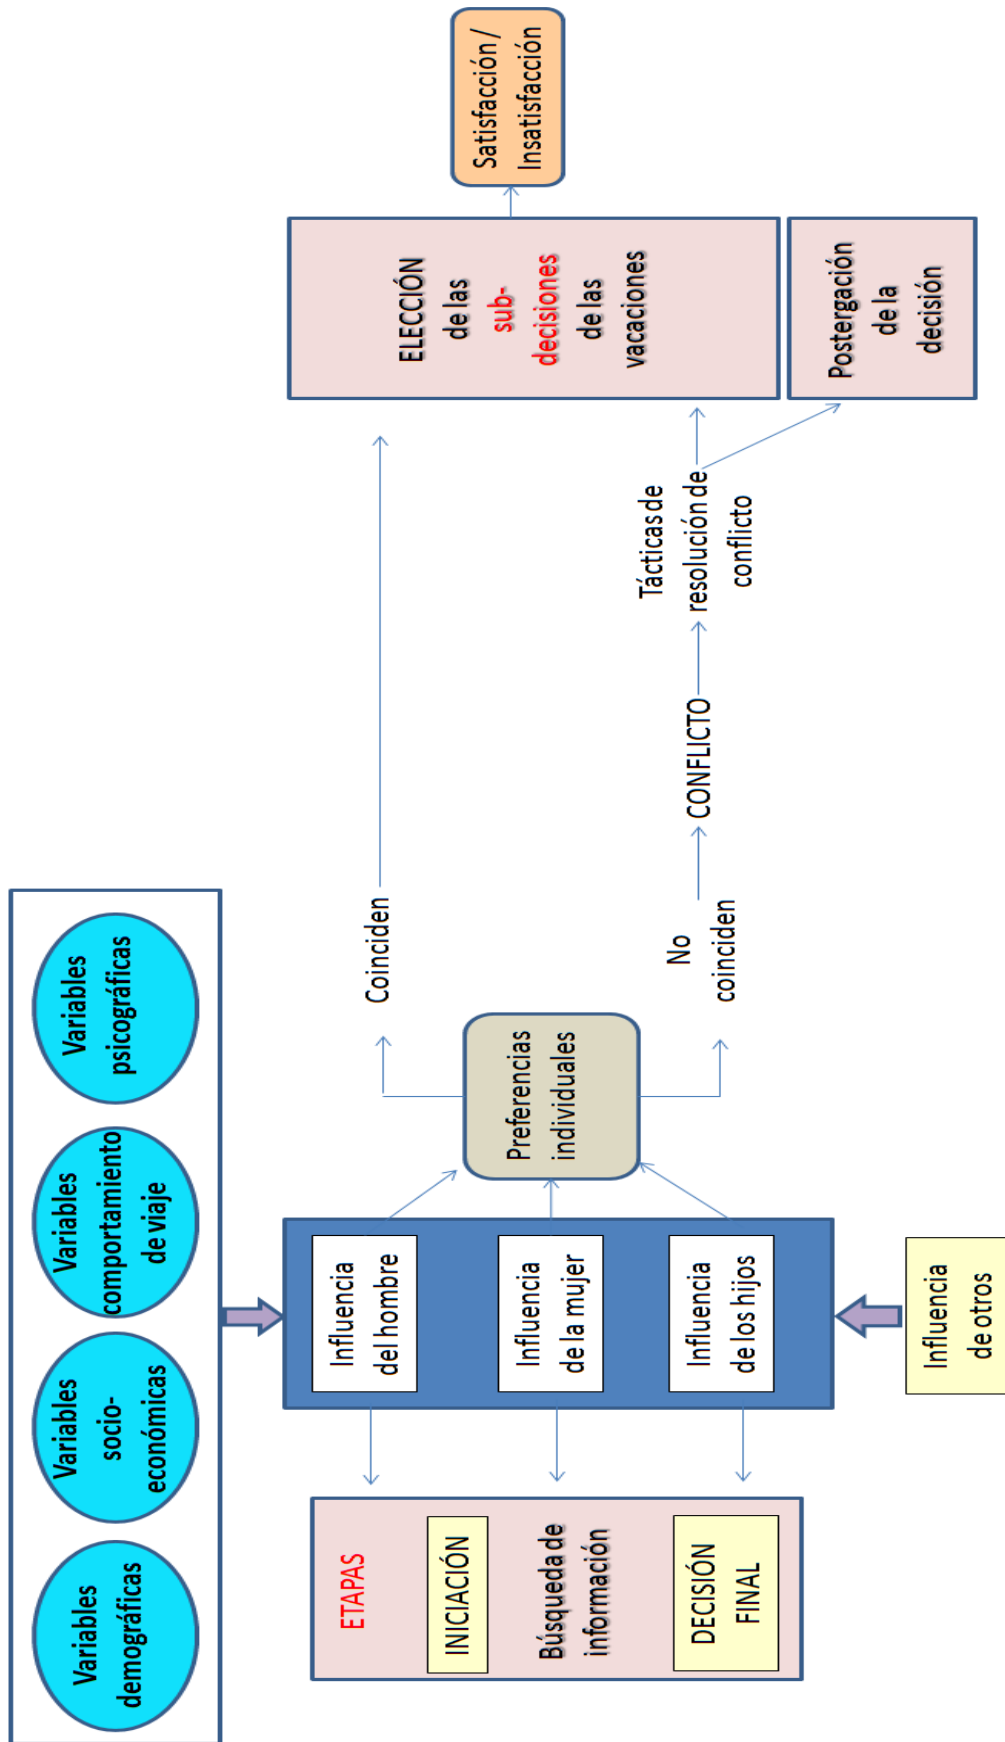 Variables
demográficas
Variables
socio-
económicas
Variables
comportamiento
de viaje
Variables
psicográficas
ETAPAS
INICIACIÓN
Búsqueda de
información
DECISIÓN
FINAL
Influencia
del hombre
Influencia
de la mujer
Influencia
de los hijos
Influencia
de otros
Preferencias
individuales
Coinciden
No
coinciden
CONFLICTO
Tácticas de
resolución de
conflicto
ELECCIÓN
de las
sub-
decisiones
de las
vacaciones
Postergación
de la
decisión
Satisfacción /
Insatisfacción